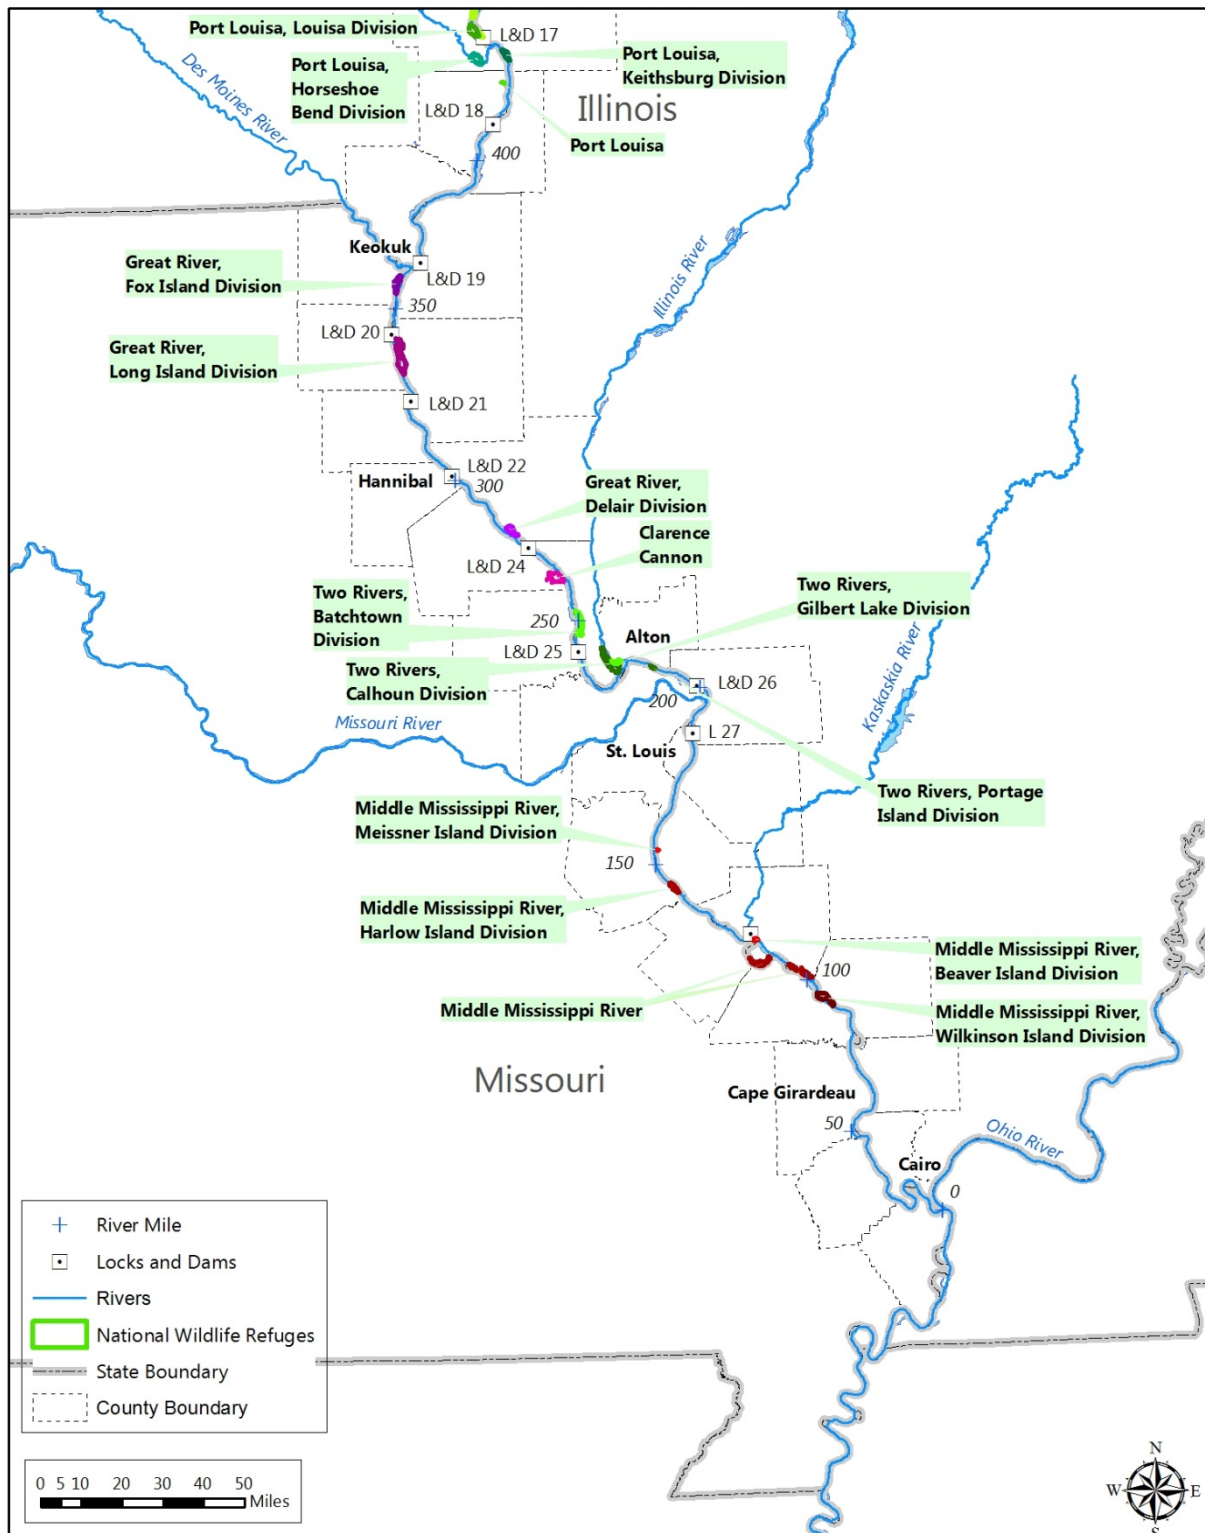 Port Louisa, Louisa Division
L&D 17
Port Louisa,
Horseshoe
Bend Division
Port Louisa,
Keithsburg Division
Des Moines River
Illinois
L&D 18
Port Louisa
400
Keokuk
Great River,
Fox Island Division
L&D 19
Illinois River
350
L&D 20
Great River,
Long Island Division
L&D 21
L&D 22
Hannibal
300
Great River,
Delair Division
Clarence
Cannon
L&D 24
Two Rivers,
Batchtown
Division
Two Rivers,
Gilbert Lake Division
250
Alton
L&D 25
Two Rivers,
Calhoun Division
L&D 26
200
Kaskaskia River
Missouri River
L 27
St. Louis
Two Rivers, Portage
Island Division
Middle Mississippi River,
Meissner Island Division
150
Middle Mississippi River,
Harlow Island Division
Middle Mississippi River,
Beaver Island Division
100
Middle Mississippi River
Middle Mississippi River,
Wilkinson Island Division
Missouri
Cape Girardeau
50
Ohio River
Cairo
0
River Mile
Locks and Dams
Rivers
National Wildlife Refuges
State Boundary
County Boundary
0 5 10 20 30 40 50
Miles
N
W E
S